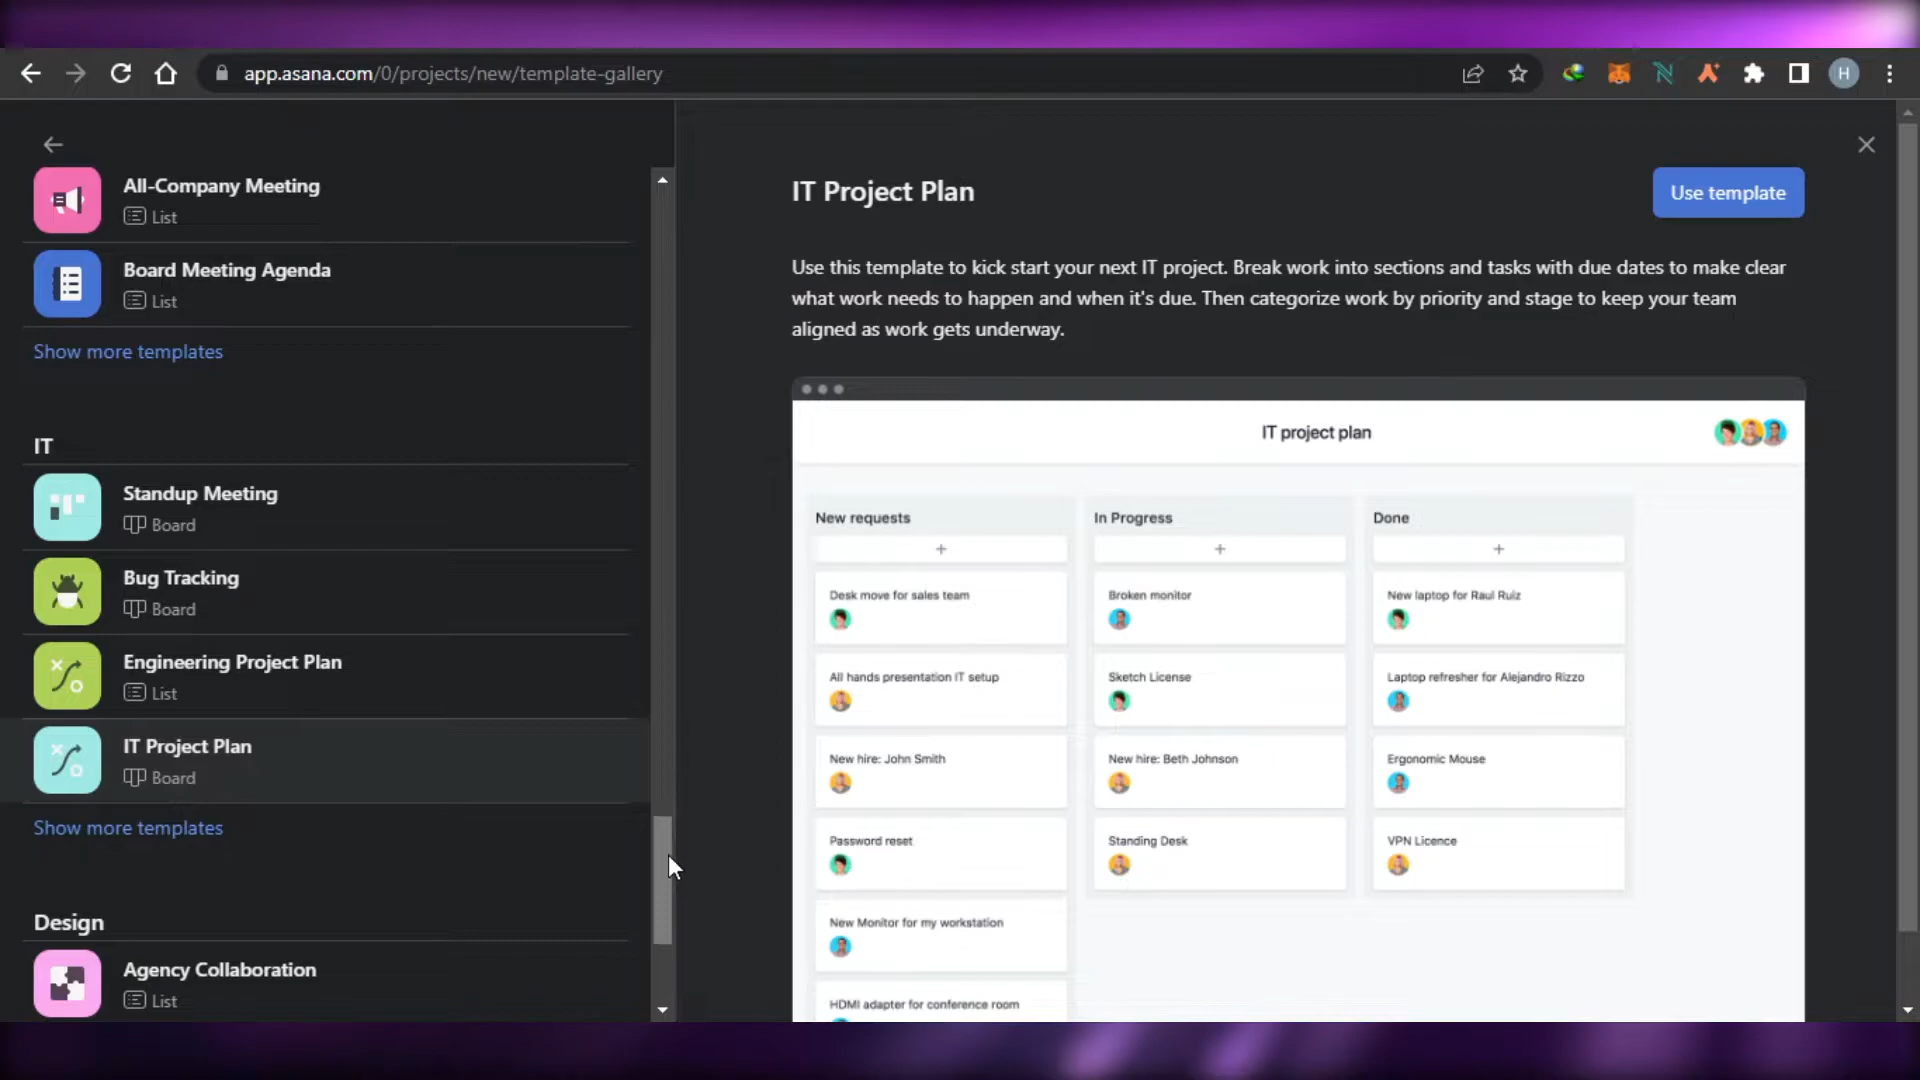 app.asana.com/0/projects/new/template-gallery
H
All-Company Meeting
List
Board Meeting Agenda
List
Show more templates
IT
Standup Meeting
Board
Bug Tracking
Board
Engineering Project Plan
List
IT Project Plan
Board
Show more templates
Design
Agency Collaboration
List
IT Project Plan
Use template
Use this template to kick start your next IT project. Break work into sections and tasks with due dates to make clear
what work needs to happen and when it's due. Then categorize work by priority and stage to keep your team
aligned as work gets underway.
IT project plan
New requests
Desk move for sales team
All hands presentation IT setup
New hire: John Smith
Password reset
New Monitor for my workstation
HDMI adapter for conference room
In Progress
Broken monitor
Sketch License
New hire: Beth Johnson
Standing Desk
Done
New laptop for Raul Ruiz
Laptop refresher for Alejandro Rizzo
Ergonomic Mouse
VPN Licence